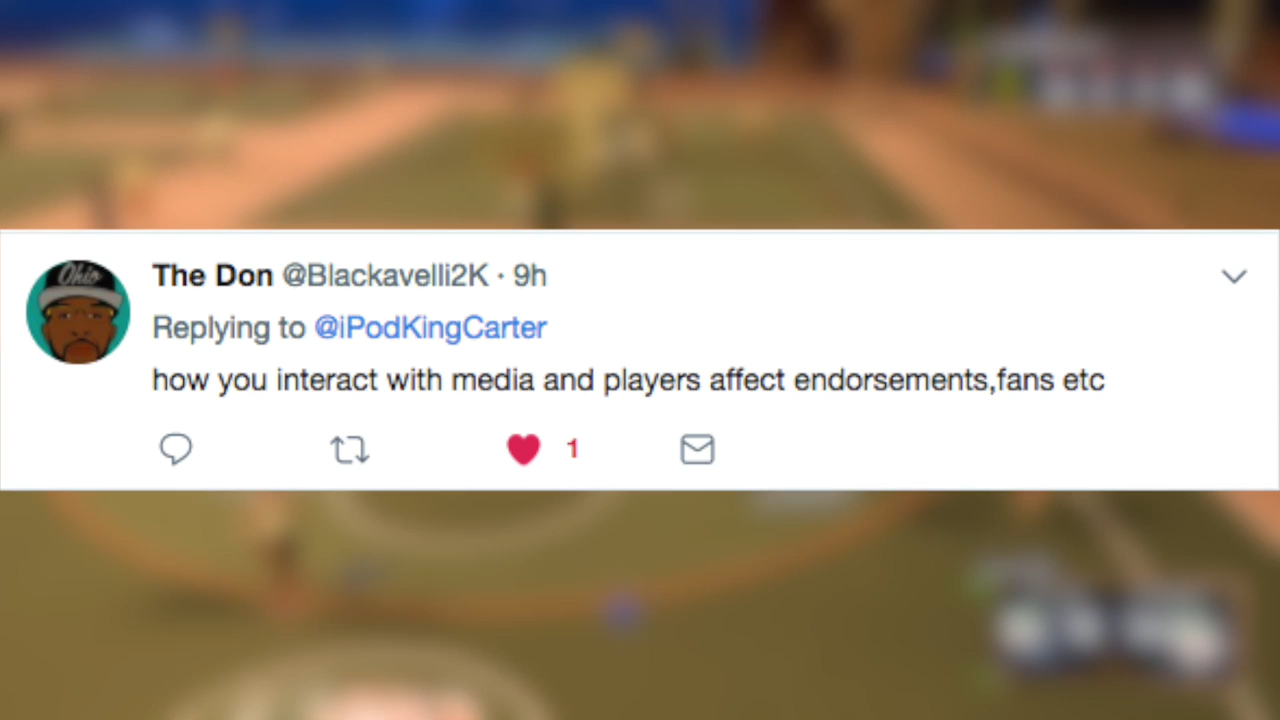 Ohio
The Don @Blackavelli2K · 9h
Replying to @iPodKingCarter
how you interact with media and players affect endorsements,fans etc
1